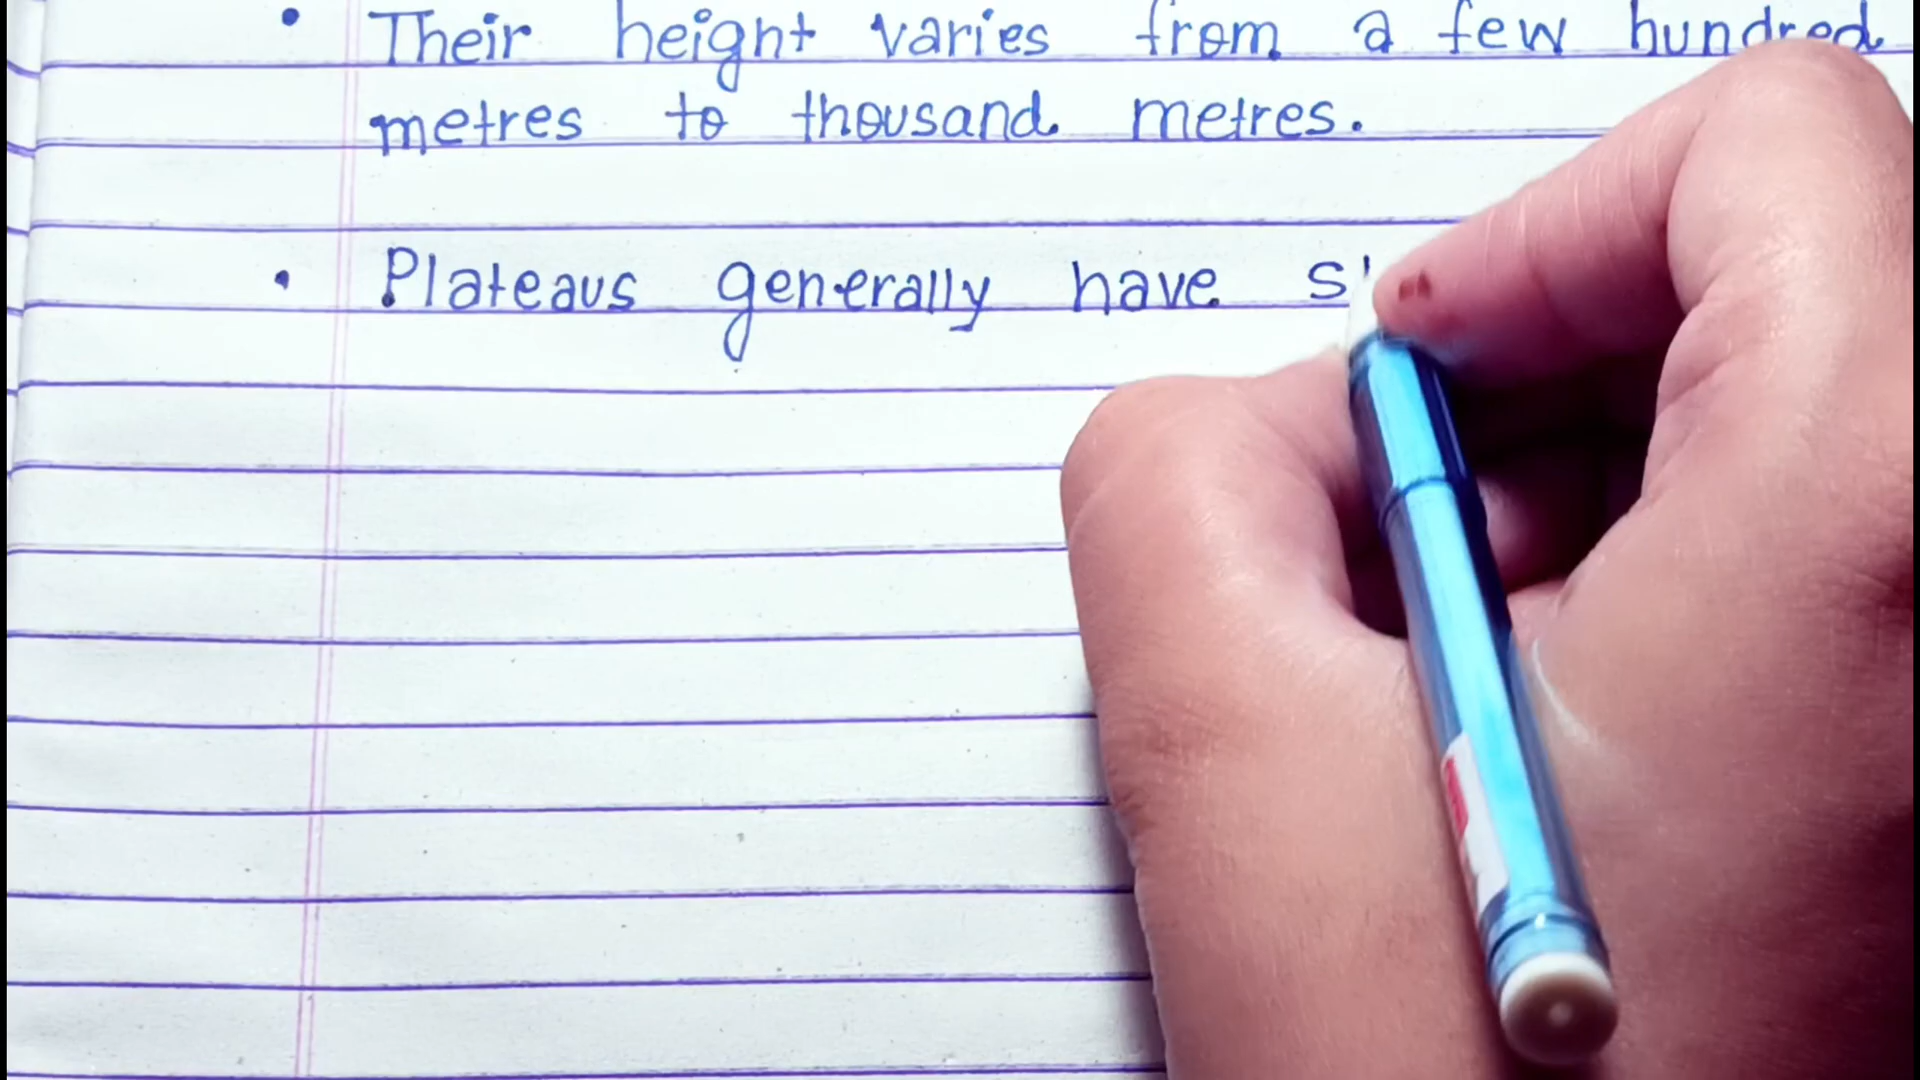 • Their height varies from a few hundred
metres to thousand metres.
• Plateaus generally have